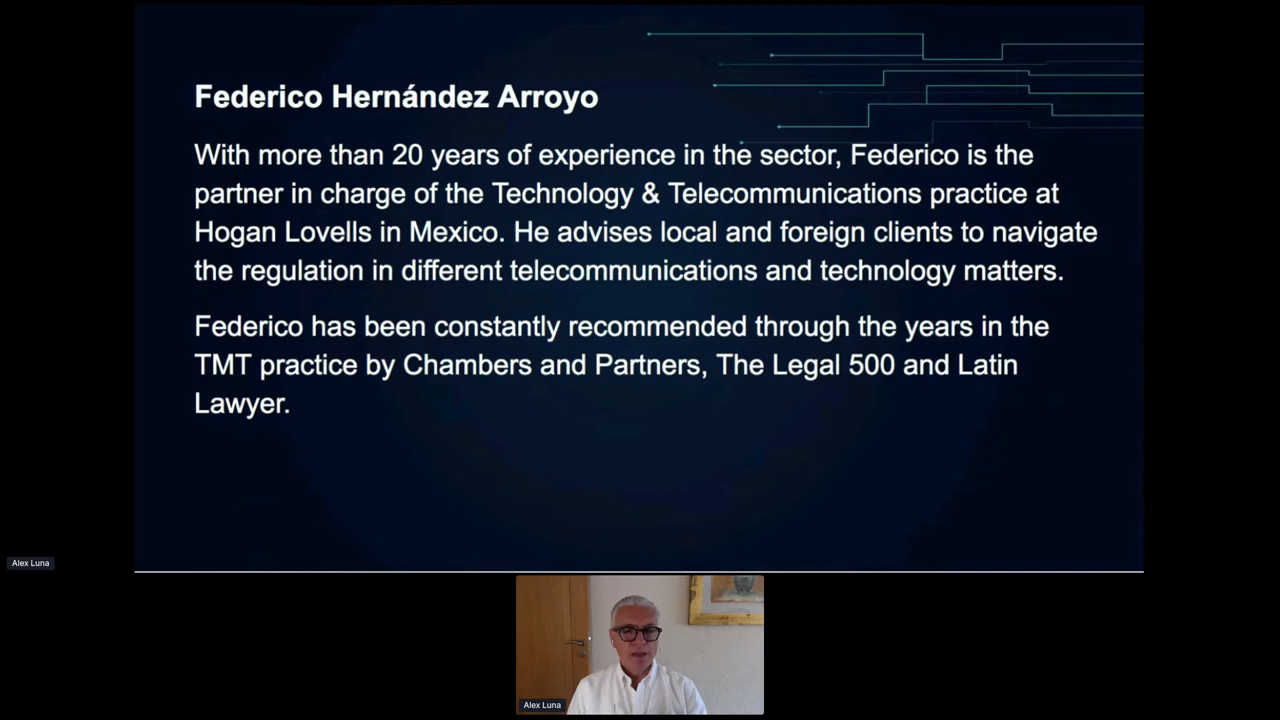 Federico Hernández Arroyo
With more than 20 years of experience in the sector, Federico is the
partner in charge of the Technology & Telecommunications practice at
Hogan Lovells in Mexico. He advises local and foreign clients to navigate
the regulation in different telecommunications and technology matters.
Federico has been constantly recommended through the years in the
TMT practice by Chambers and Partners, The Legal 500 and Latin
Lawyer.
Alex Luna
Alex Luna